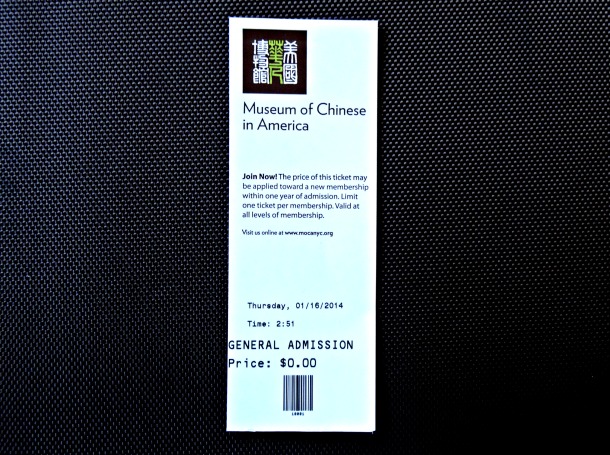 美國
華人
博物館
Museum of Chinese
in America
Join Now! The price of this ticket may
be applied toward a new membership
within one year of admission. Limit
one ticket per membership. Valid at
all levels of membership.
Visit us online at www.mocanyc.org
Thursday, 01/16/2014
Time: 2:51
GENERAL ADMISSION
Price: $0.00